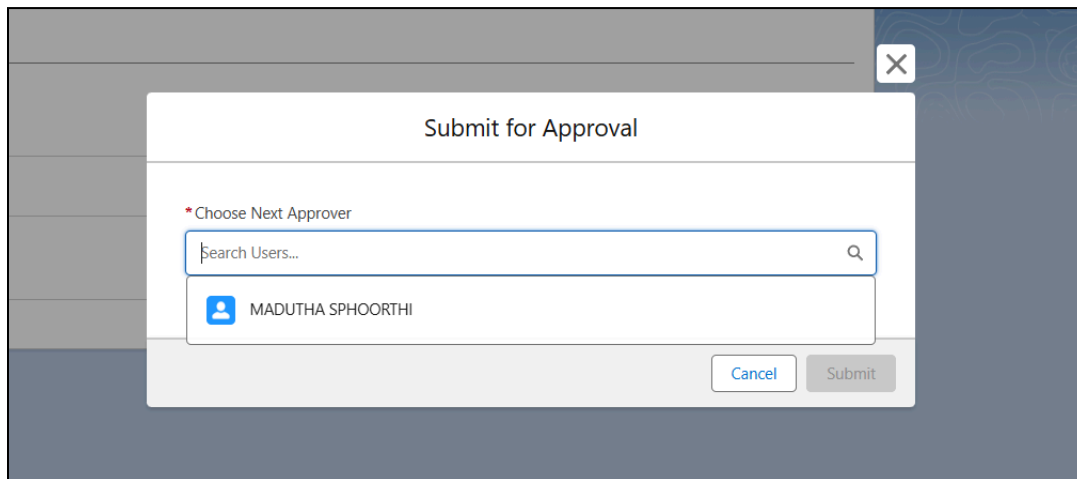 Submit for Approval
*Choose Next Approver
Search Users...
MADUTHA SPHOORTHI
Cancel Submit